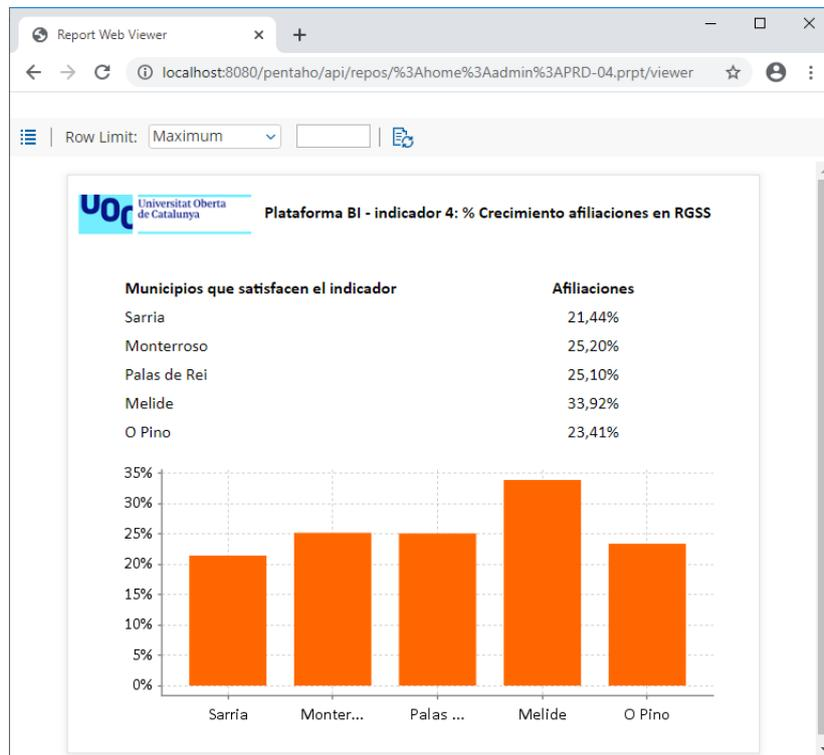 Report Web Viewer
localhost:8080/pentaho/api/repos/%3Ahome%3Aadmin%3APRD-04.prpt/viewer
Row Limit: Maximum
UOC Universitat Oberta
de Catalunya
Plataforma BI - indicador 4: % Crecimiento afiliaciones en RGSS
Municipios que satisfacen el indicador Afiliaciones
Sarria 21,44%
Monterroso 25,20%
Palas de Rei 25,10%
Melide 33,92%
O Pino 23,41%
35%
30%
25%
20%
15%
10%
5%
0%
Sarria Monter... Palas ... Melide O Pino